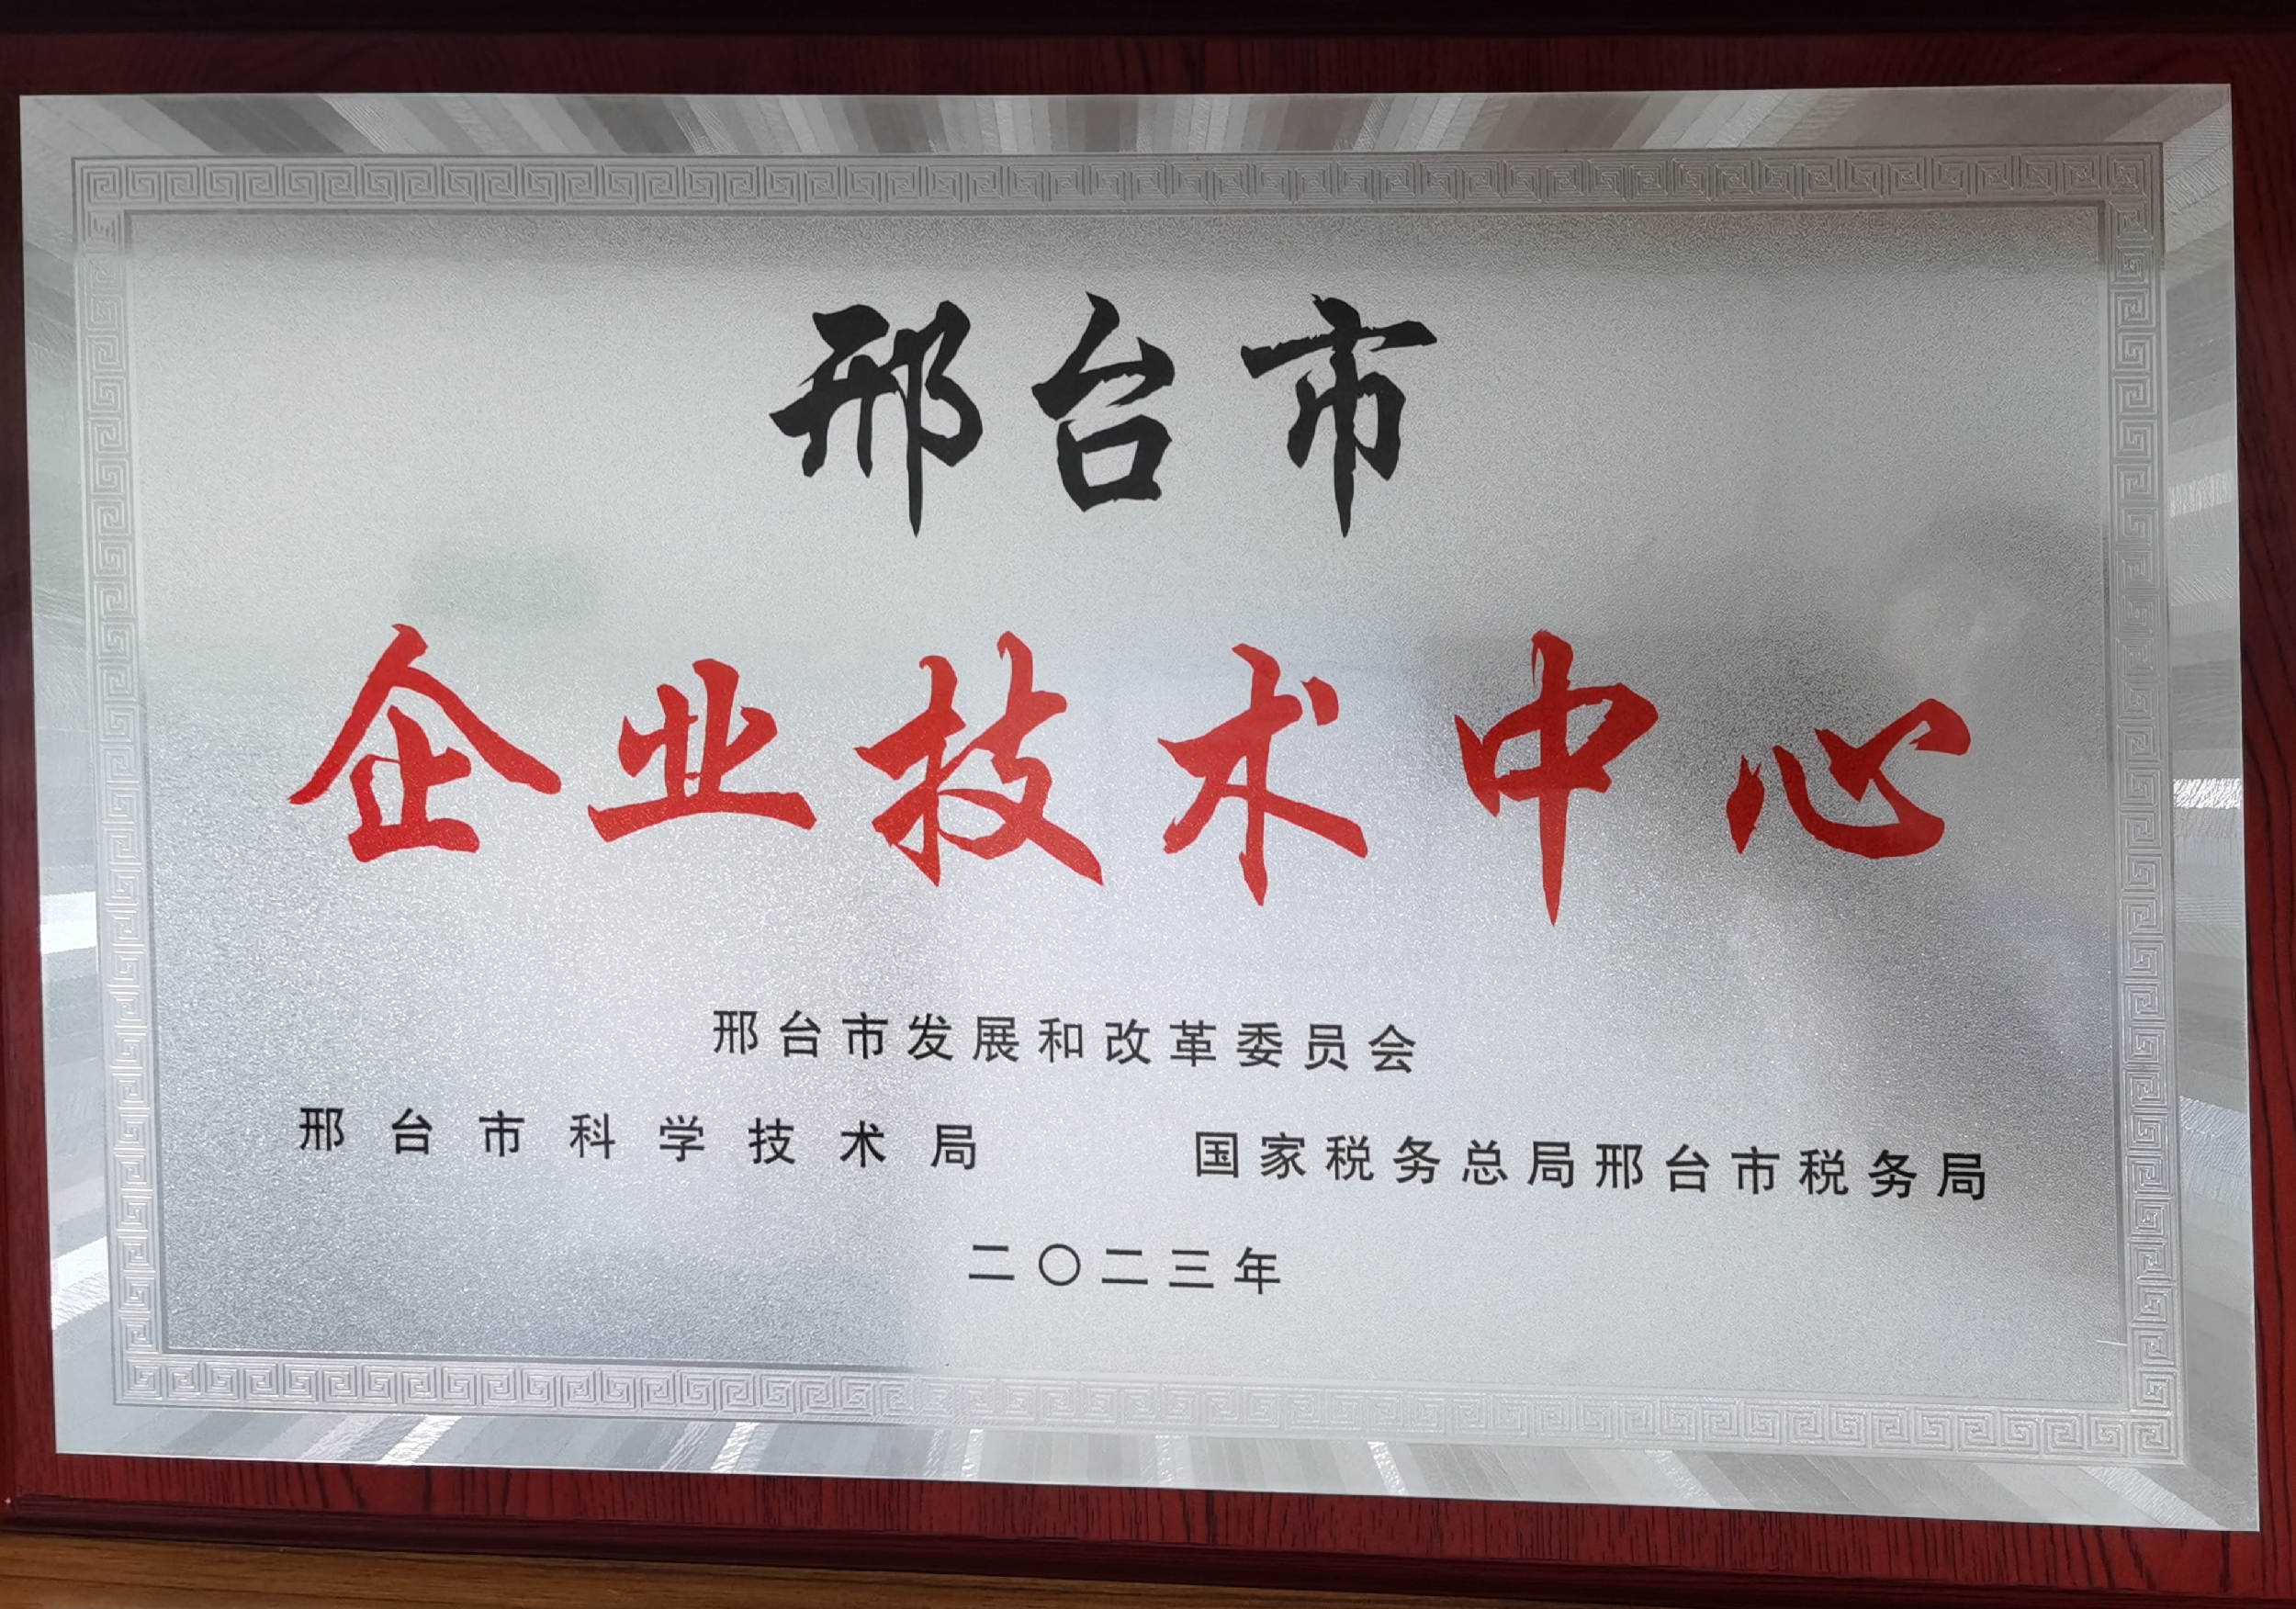 邢台市
企业技术中心
邢台市发展和改革委员会
邢台市科学技术局 国家税务总局邢台市税务局
二〇二三年